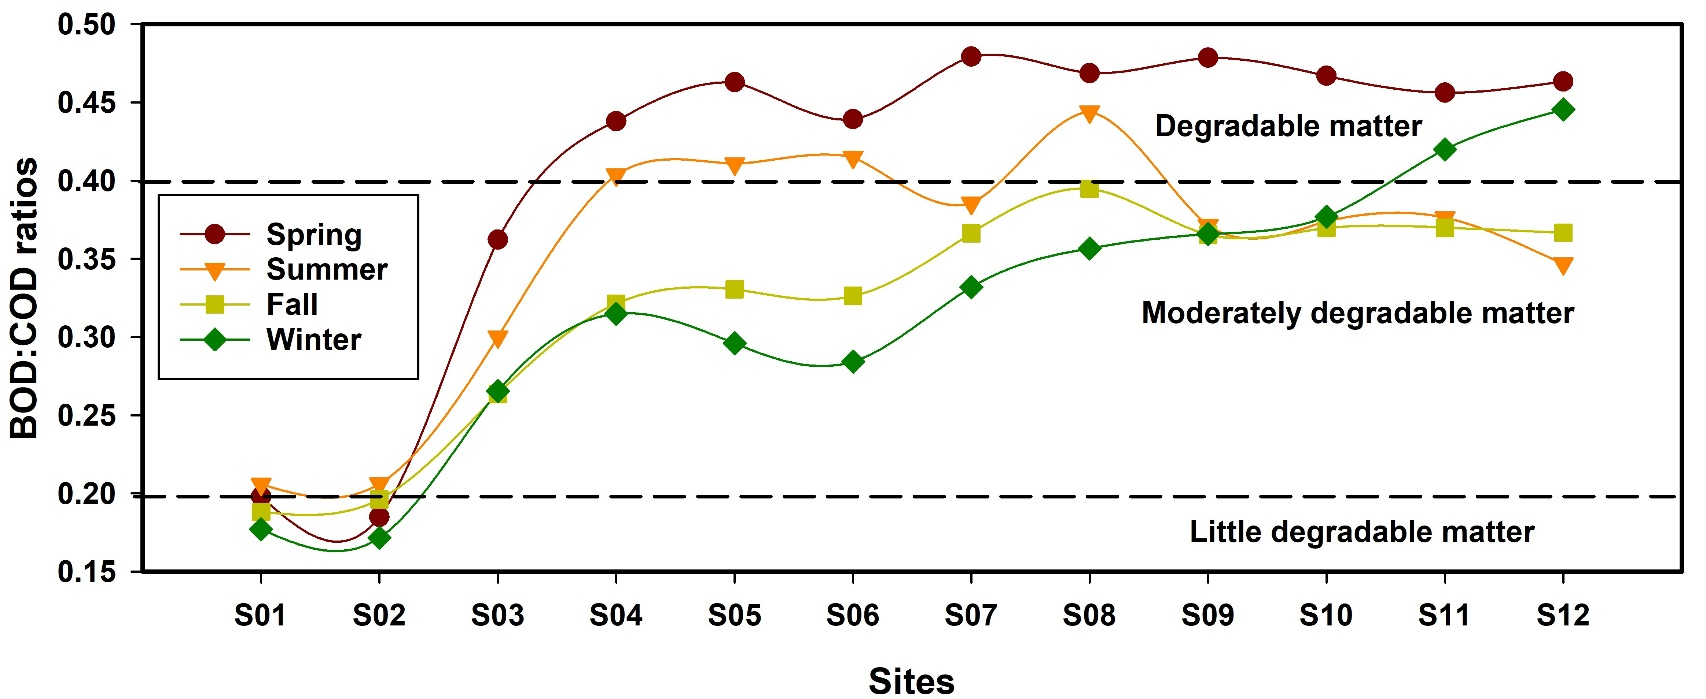 0.50
0.45
0.40
0.35
0.30
0.25
0.20
0.15
BOD:COD ratios
Spring
Summer
Fall
Winter
Degradable matter
Moderately degradable matter
Little degradable matter
S01 S02 S03 S04 S05 S06 S07 S08 S09 S10 S11 S12
Sites